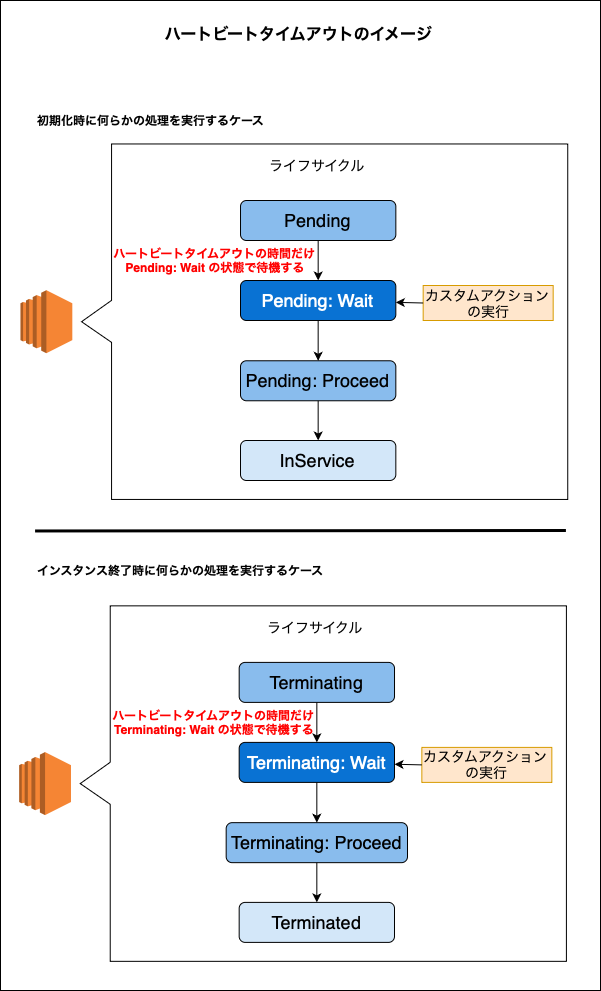 ハートビートタイムアウトのイメージ
初期化時に何らかの処理を実行するケース
ライフサイクル
Pending
ハートビートタイムアウトの時間だけ
Pending: Wait の状態で待機する
Pending: Wait
カスタムアクション
の実行
Pending: Proceed
InService
インスタンス終了時に何らかの処理を実行するケース
ライフサイクル
Terminating
ハートビートタイムアウトの時間だけ
Terminating: Wait の状態で待機する
Terminating: Wait
カスタムアクション
の実行
Terminating: Proceed
Terminated